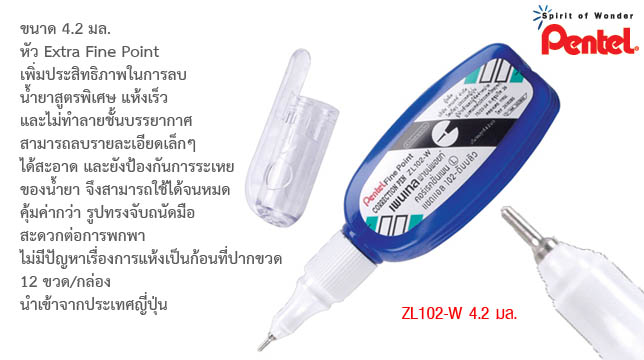 ขนาด 4.2 มล.
หัว Extra Fine Point
เพิ่มประสิทธิภาพในการลบ
น้ำยาสูตรพิเศษ แห้งเร็ว
และไม่ทำลายชั้นบรรยากาศ
สามารถลบรายละเอียดเล็กๆ
ได้สะอาด และยังป้องกันการระเหย
ของน้ำยา จึงสามารถใช้ได้จนหมด
คุ้มค่ากว่า รูปทรงจับถนัดมือ
สะดวกต่อการพกพา
ไม่มีปัญหาเรื่องการแห้งเป็นก้อนที่ปากขวด
12 ขวด/กล่อง
นำเข้าจากประเทศญี่ปุ่น
Spirit of Wonder
Pentel
Pentel Fine Point
CORRECTION PEN ZL102-W
เพนเทล
ZL102-W 4.2 มล.